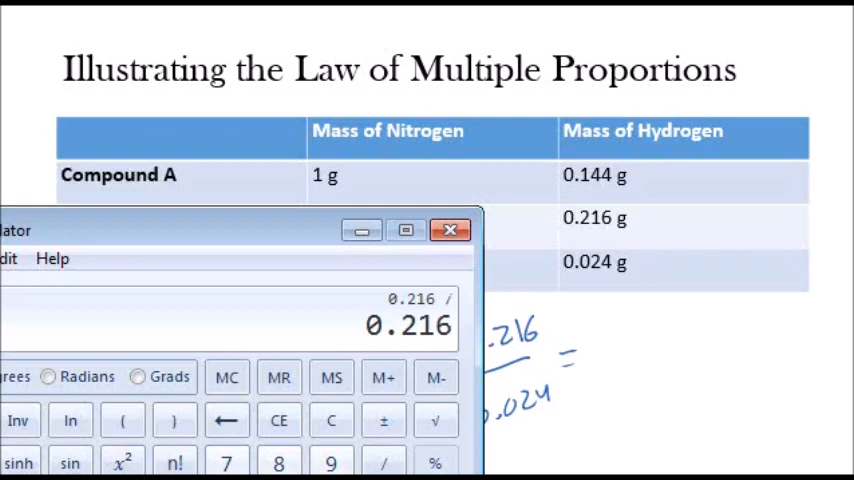 Illustrating the Law of Multiple Proportions
Mass of Nitrogen Mass of Hydrogen
Compound A 1 g 0.144 g
0.216 g
0.024 g
lator
dit Help
0.216 /
0.216
rees Radians Grads MC MR MS M+ M-
Inv In ( ) ← CE C ± √
sinh sin x² n! 7 8 9 / %
.216
=
0.024